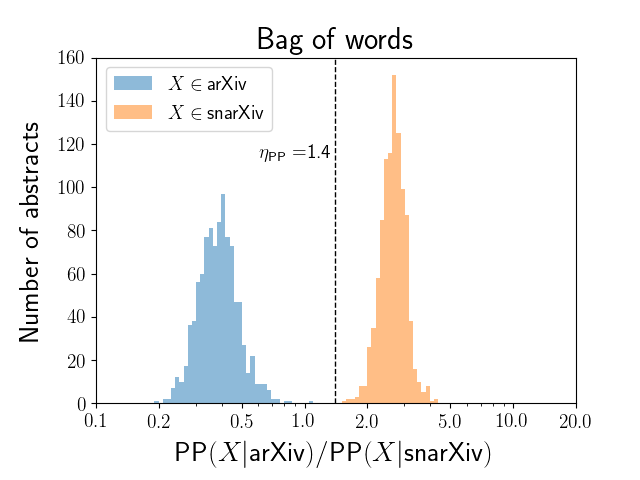 Bag of words
160
140
120
100
80
60
40
20
0
Number of abstracts
X ∈ arXiv
X ∈ snarXiv
η_PP =1.4
0.1 0.2 0.5 1.0 2.0 5.0 10.0 20.0
PP(X|arXiv)/PP(X|snarXiv)